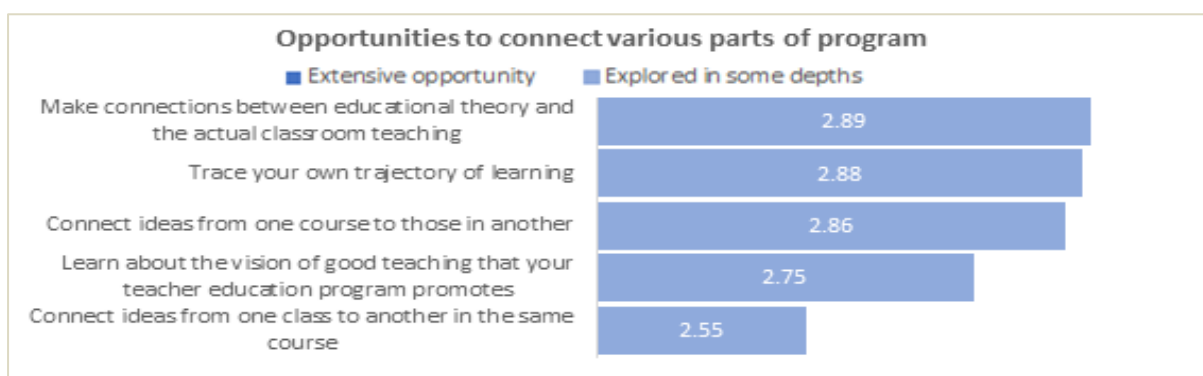 Opportunities to connect various parts of program
Extensive opportunity Explored in some depths
Make connections between educational theory and
the actual classroom teaching
2.89
Trace your own trajectory of learning
2.88
Connect ideas from one course to those in another
2.86
Learn about the vision of good teaching that your
teacher education program promotes
2.75
Connect ideas from one class to another in the same
course
2.55